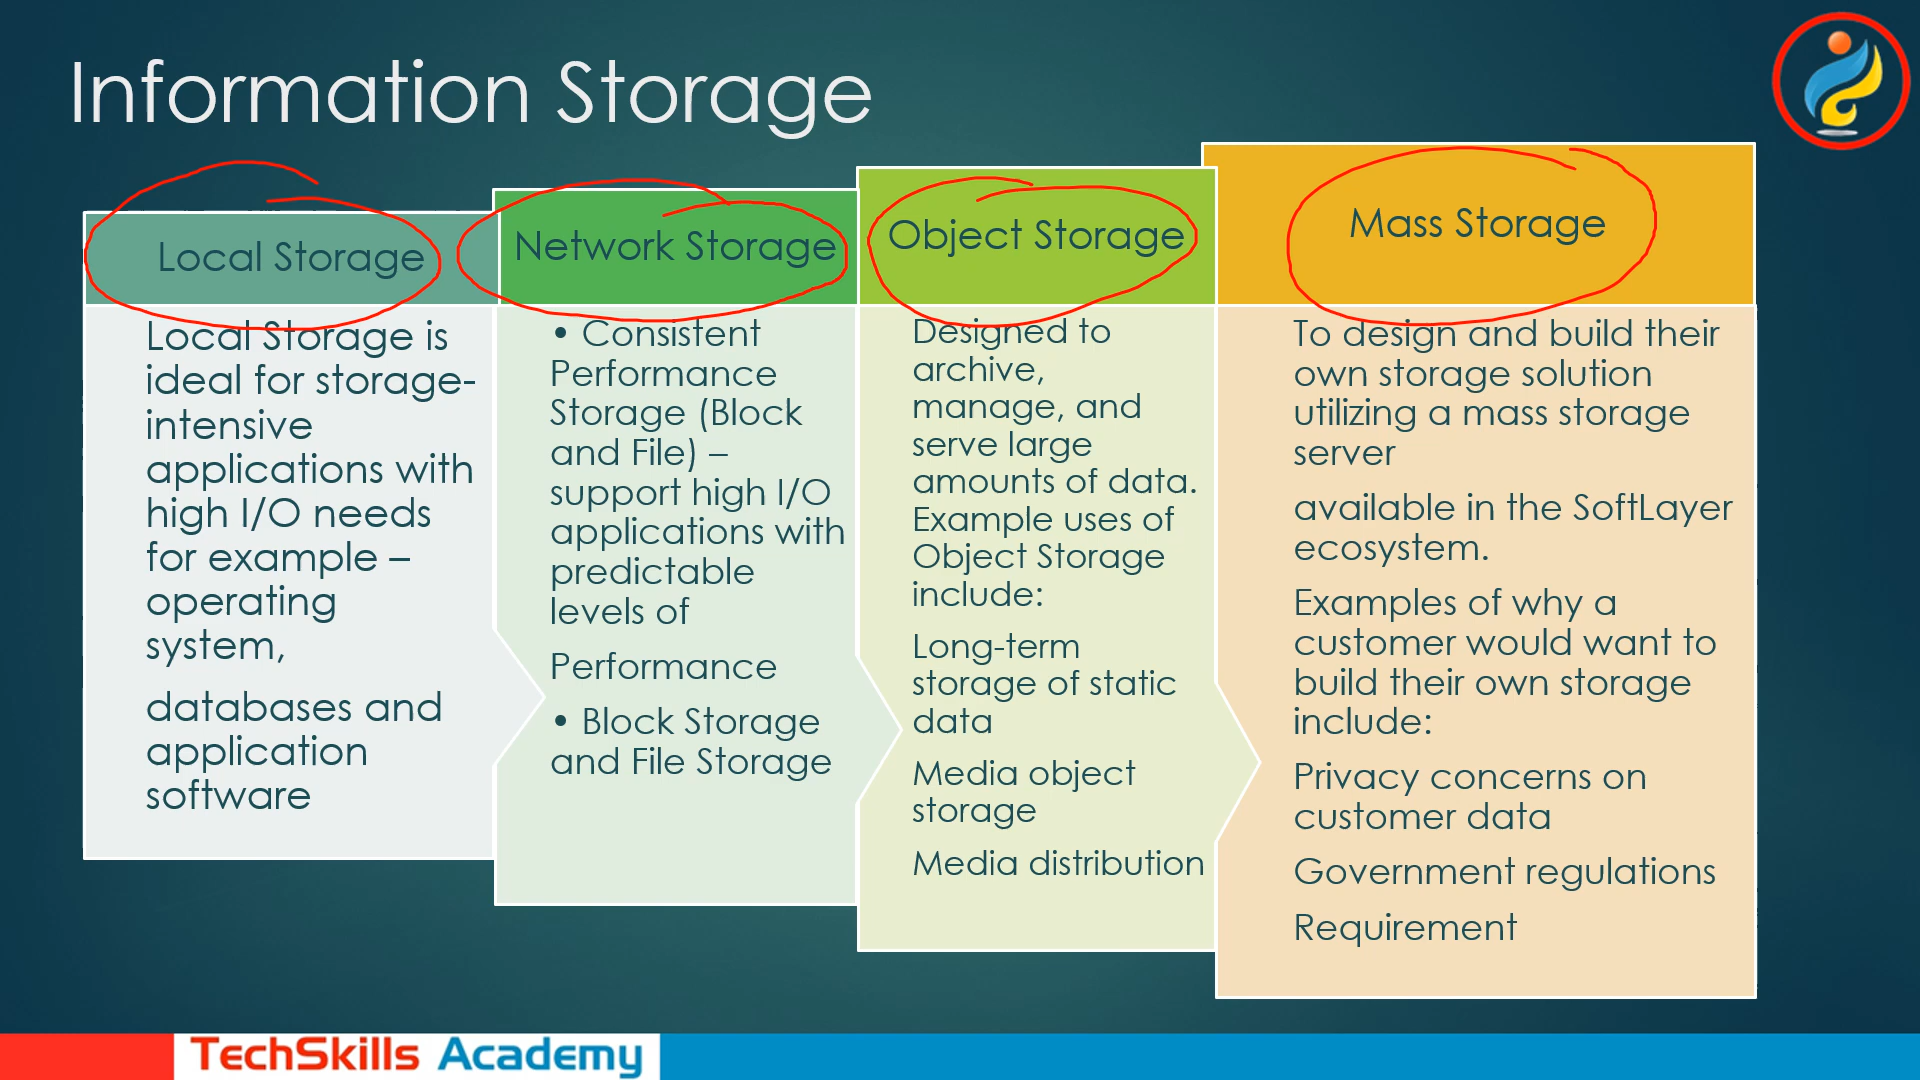 Information Storage
Local Storage
Local Storage is
ideal for storage-
intensive
applications with
high I/O needs
for example –
operating
system,
databases and
application
software
Network Storage
• Consistent
Performance
Storage (Block
and File) –
support high I/O
applications with
predictable
levels of
Performance
• Block Storage
and File Storage
Object Storage
Designed to
archive,
manage, and
serve large
amounts of data.
Example uses of
Object Storage
include:
Long-term
storage of static
data
Media object
storage
Media distribution
Mass Storage
To design and build their
own storage solution
utilizing a mass storage
server
available in the SoftLayer
ecosystem.
Examples of why a
customer would want to
build their own storage
include:
Privacy concerns on
customer data
Government regulations
Requirement
TechSkills Academy